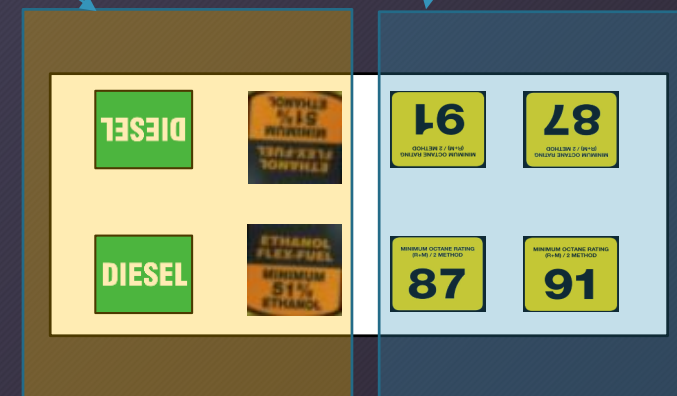 DIESEL
ETHANOL
FLEX-FUEL
MINIMUM
51%
ETHANOL
91
MINIMUM OCTANE RATING
(R+M) / 2 METHOD
87
MINIMUM OCTANE RATING
(R+M) / 2 METHOD
DIESEL
ETHANOL
FLEX-FUEL
MINIMUM
51%
ETHANOL
MINIMUM OCTANE RATING
(R+M) / 2 METHOD
87
MINIMUM OCTANE RATING
(R+M) / 2 METHOD
91